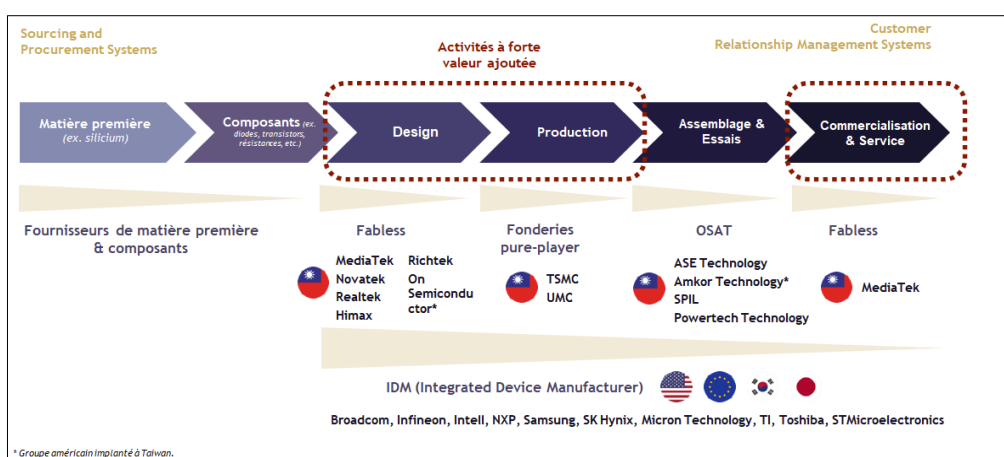 Sourcing and
Procurement Systems
Activités à forte
valeur ajoutée
Customer
Relationship Management Systems
Matière première
(ex. silicium)
Composants (ex.
diodes, transistors,
résistances, etc.)
Design
Production
Assemblage &
Essais
Commercialisation
& Service
Fournisseurs de matière première
& composants
Fabless
MediaTek
Novatek
Realtek
Himax
Richtek
On
Semicondu
ctor*
Fonderies
pure-player
TSMC
UMC
OSAT
ASE Technology
Amkor Technology*
SPIL
Powertech Technology
Fabless
MediaTek
IDM (Integrated Device Manufacturer)
Broadcom, Infineon, Intell, NXP, Samsung, SK Hynix, Micron Technology, TI, Toshiba, STMicroelectronics
* Groupe américain implanté à Taiwan.